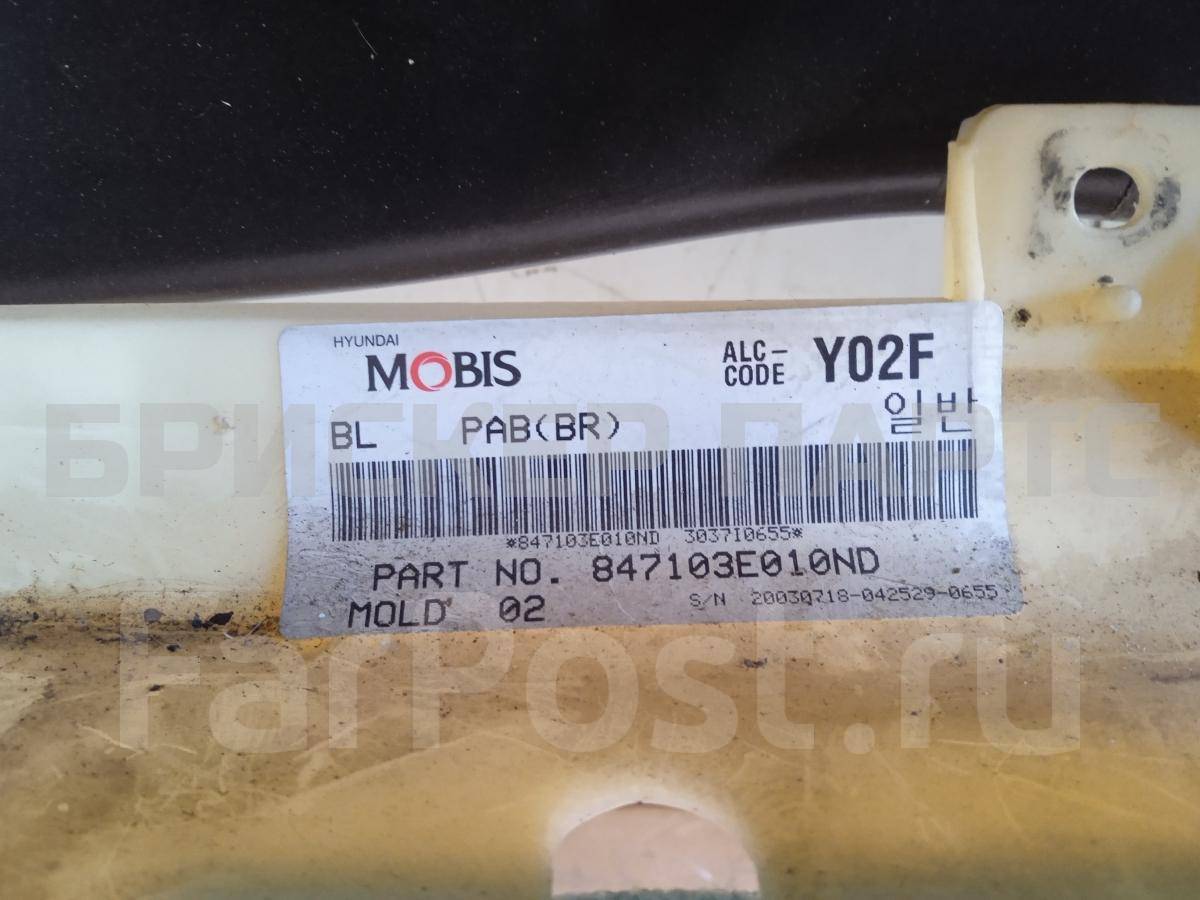 HYUNDAI
MOBIS
ALC-
CODE
Y02F
일반
BL PAB(BR)
БРИСКЕР ПАРТС
*847103E010ND 3037I0655*
PART NO. 847103E010ND
MOLD 02
S/N 20030718-042529-0655
FarPost.ru